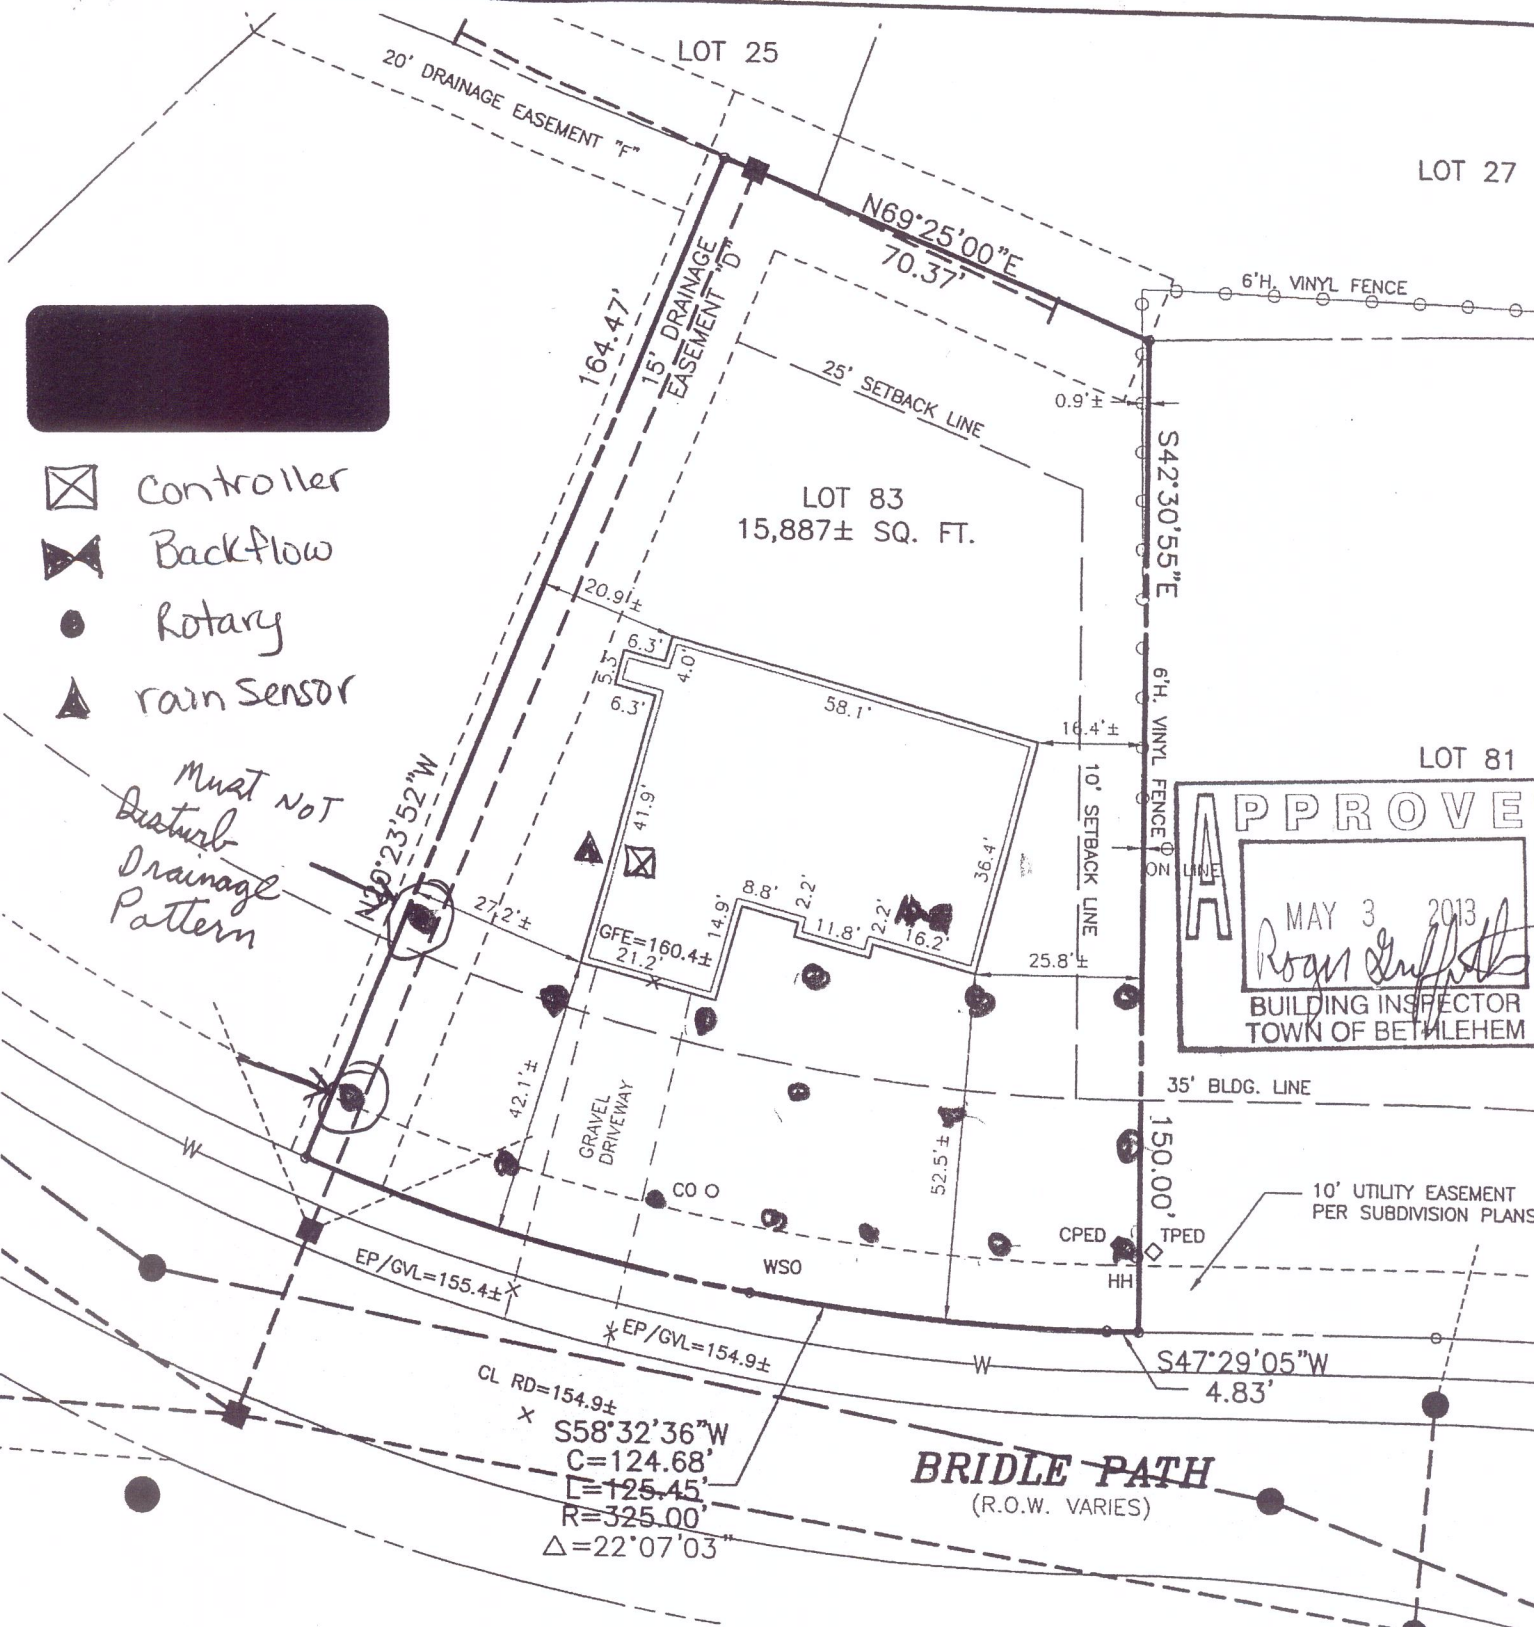 LOT 25
20' DRAINAGE EASEMENT "F"
LOT 27
N69°25'00"E
70.37'
6'H. VINYL FENCE
164.47'
15' DRAINAGE
EASEMENT "D"
25' SETBACK LINE
0.9'±
S42°30'55"E
Controller
Backflow
Rotary
rain sensor
LOT 83
15,887± SQ. FT.
20.9'±
6.3'
5.3'
4.0'
6.3'
58.1'
16.4'±
6'H. VINYL FENCE
ON LINE
LOT 81
Must NOT
Disturb
Drainage
Pattern
N20°23'52"W
41.9'
10' SETBACK LINE
36.4'
27.2'±
14.9'
8.8'
2.2'
11.8'
2.2'
16.2'
GFE=160.4±
21.2'
25.8'±
APPROVE
MAY 3 2013
Roger Griffith
BUILDING INSPECTOR
TOWN OF BETHLEHEM
42.1'±
GRAVEL
DRIVEWAY
35' BLDG. LINE
52.5'±
150.00'
CO
10' UTILITY EASEMENT
PER SUBDIVISION PLANS
CPED
TPED
HH
WSO
W
EP/GVL=155.4±
EP/GVL=154.9±
W
S47°29'05"W
4.83'
CL RD=154.9±
S58°32'36"W
C=124.68'
L=125.45'
R=325.00'
△=22°07'03"
BRIDLE PATH
(R.O.W. VARIES)